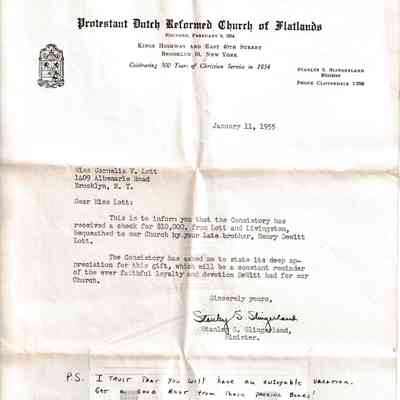 Protestant Dutch Reformed Church of Flatlands
Founded, February 9, 1654
Kings Highway and East 40th Street
Brooklyn 10, New York
Celebrating 300 Years of Christian Service in 1954
Stanley S. Slingerland
Minister
Phone
January 11, 1955
Miss Cornelia V. Lott
1409 Albemarle Road
Brooklyn, N. Y.
Dear Miss Lott:
This is to inform you that the Consistory has
received a check for $10,000. from Lott and Livingston,
bequeathed to our Church by your late brother, Henry DeWitt
Lott.
The Consistory has asked me to state its deep ap-
preciation for this gift, which will be a constant reminder
of the ever faithful loyalty and devotion DeWitt had for our
Church.
Sincerely yours,
Stanley S. Slingerland
Stanley S. Slingerland,
Minister.
P.S. I trust that you will have an enjoyable vacation.
Get a good rest from those packing boxes!